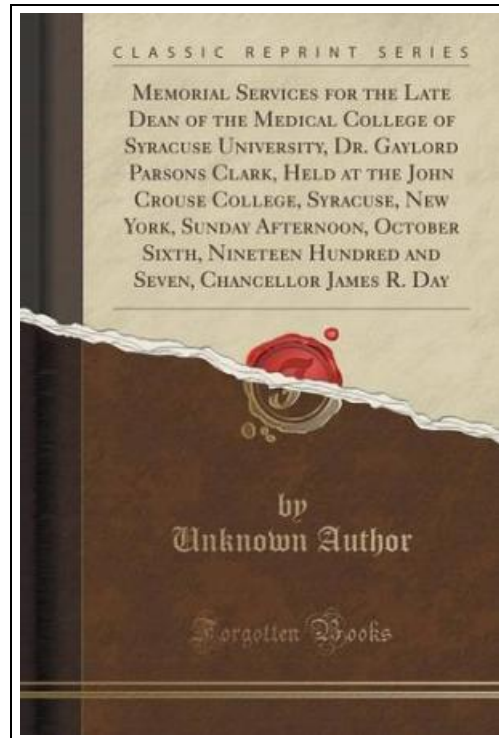 CLASSIC REPRINT SERIES
MEMORIAL SERVICES FOR THE LATE
DEAN OF THE MEDICAL COLLEGE OF
SYRACUSE UNIVERSITY, DR. GAYLORD
PARSONS CLARK, HELD AT THE JOHN
CROUSE COLLEGE, SYRACUSE, NEW
YORK, SUNDAY AFTERNOON, OCTOBER
SIXTH, NINETEEN HUNDRED AND
SEVEN, CHANCELLOR JAMES R. DAY
by
Unknown Author
Forgotten Books